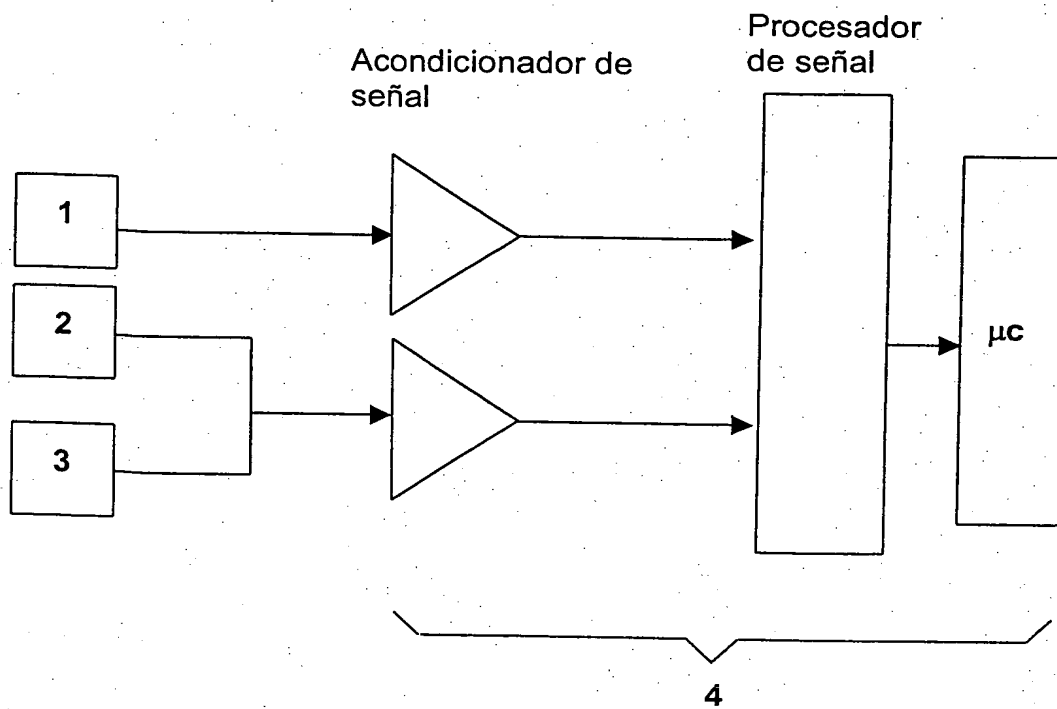 Acondicionador de
señal
Procesador
de señal
1
2
3
μc
4